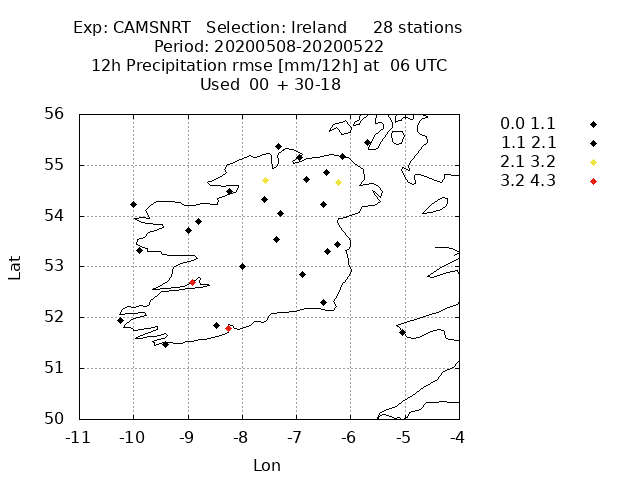 Exp: CAMSNRT   Selection: Ireland     28 stations
Period: 20200508-20200522
12h Precipitation rmse [mm/12h] at  06 UTC
Used  00  + 30-18
56
55
54
53
52
51
50
-11 -10 -9 -8 -7 -6 -5 -4
Lat
Lon
0.0 1.1
1.1 2.1
2.1 3.2
3.2 4.3